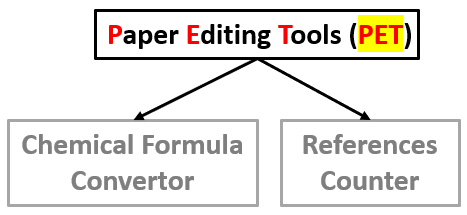 Paper Editing Tools (PET)
Chemical Formula
Convertor
References
Counter